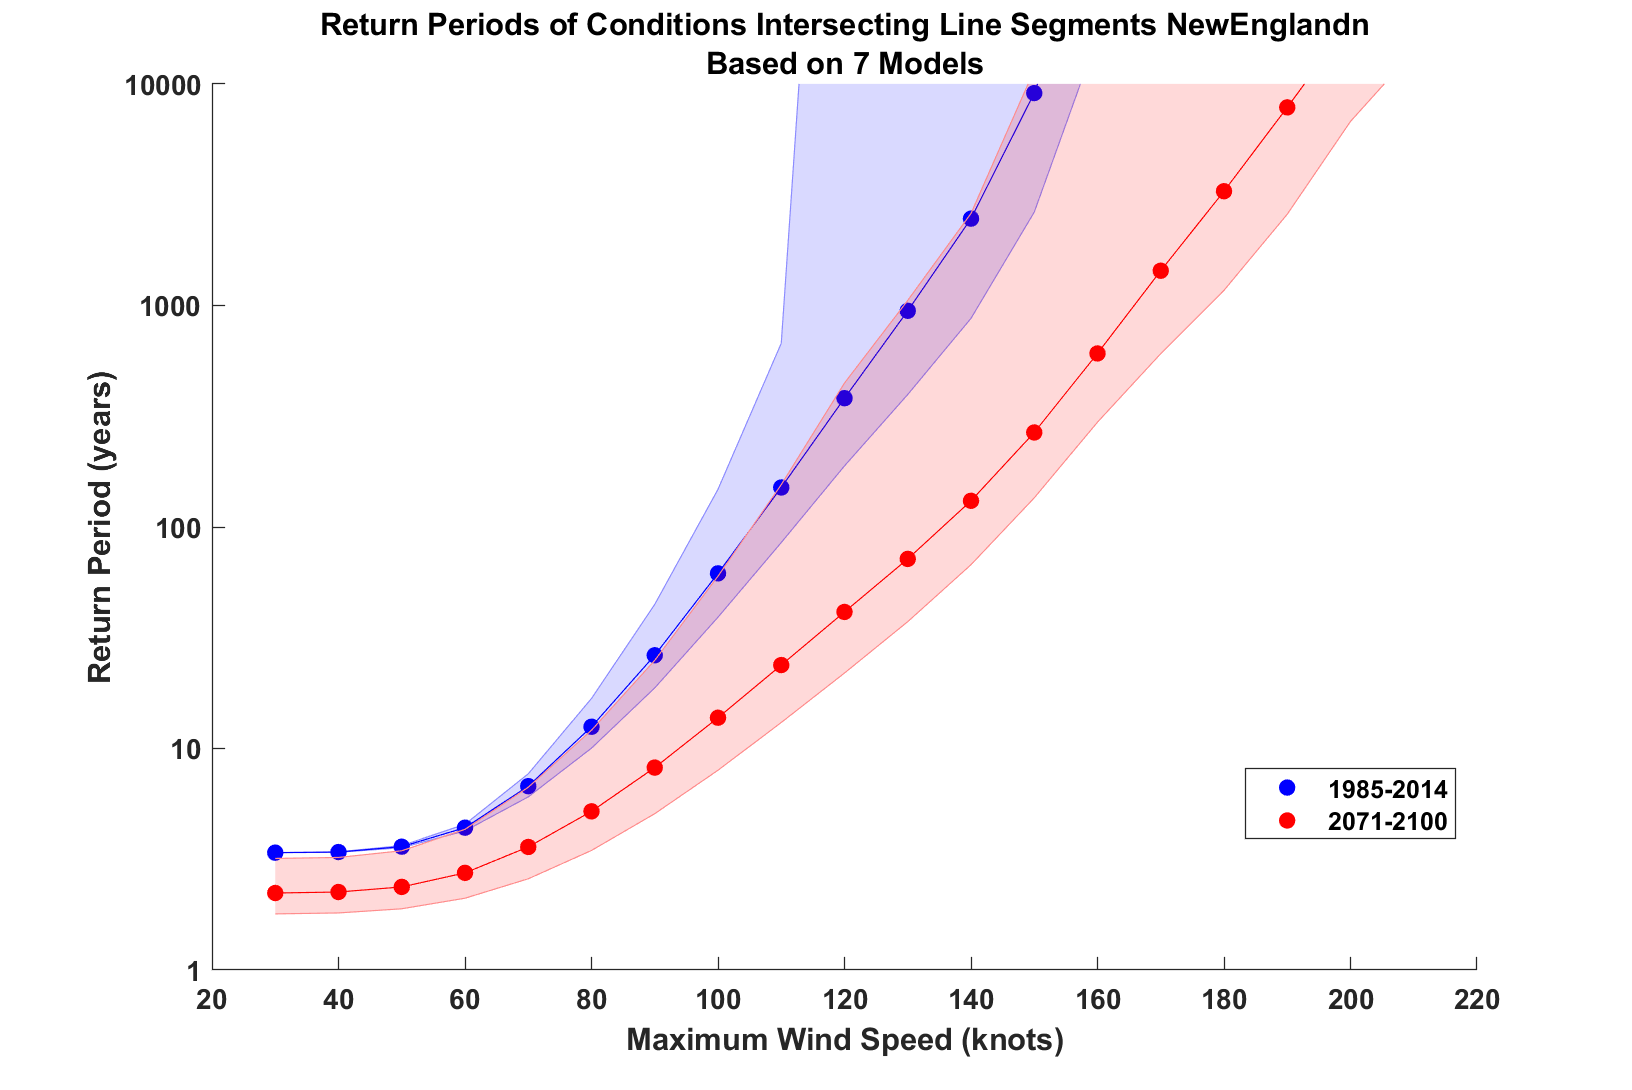 Return Periods of Conditions Intersecting Line Segments NewEnglandn
Based on 7 Models
10000
1000
100
10
1
Return Period (years)
20 40 60 80 100 120 140 160 180 200 220
Maximum Wind Speed (knots)
1985-2014
2071-2100